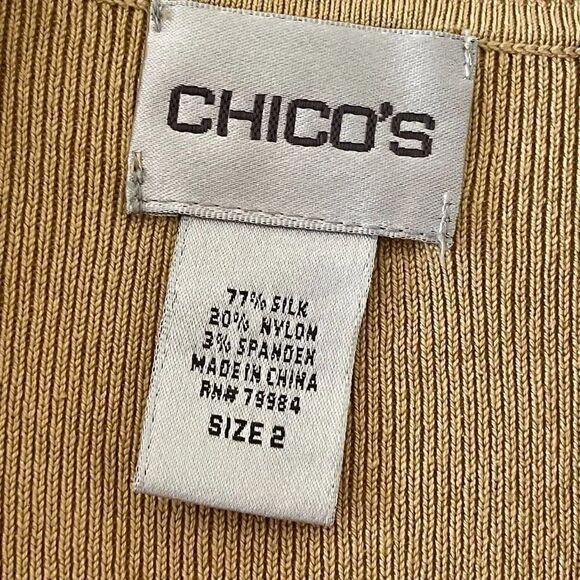 CHICO'S
77% SILK
20% NYLON
3% SPANDEX
MADE IN CHINA
RN# 79984
SIZE 2